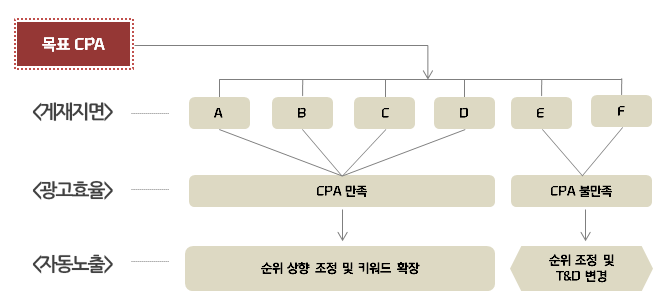 목표 CPA
<게재지면>
A
B
C
D
E
F
<광고효율>
CPA 만족
CPA 불만족
<자동노출>
순위 상향 조정 및 키워드 확장
순위 조정 및
T&D 변경